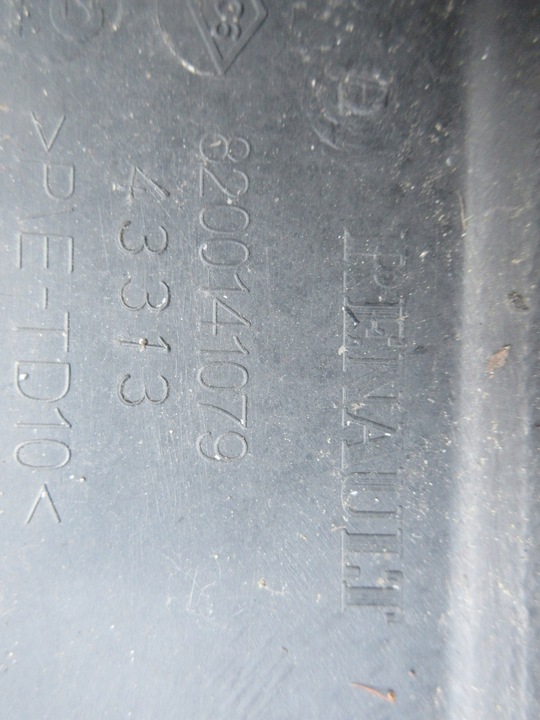 RENAULT
8200141079
43313
>P/E-TD10<